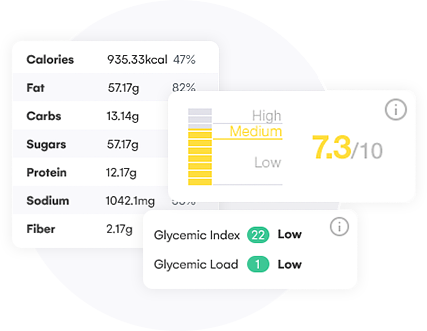 Calories 935.33kcal 47%
Fat 57.17g 82%
Carbs 13.14g
Sugars 57.17g
Protein 12.17g
Sodium 1042.1mg
Fiber 2.17g
High
Medium
Low
7.3/10
i
Glycemic Index 22 Low
Glycemic Load 1 Low
i